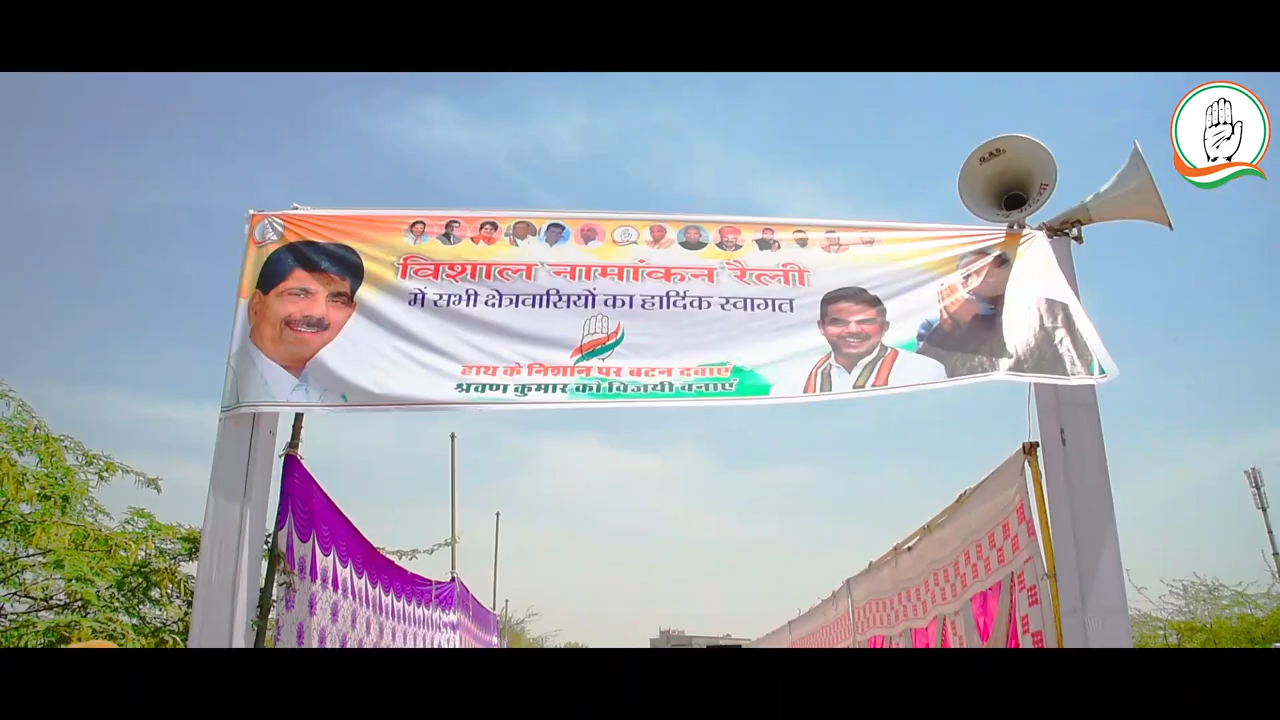 विशाल नामांकन रैली
में सभी क्षेत्रवासियों का हार्दिक स्वागत
हाथ के निशान पर बटन दबाएं
श्रवण कुमार को विजयी बनाएं